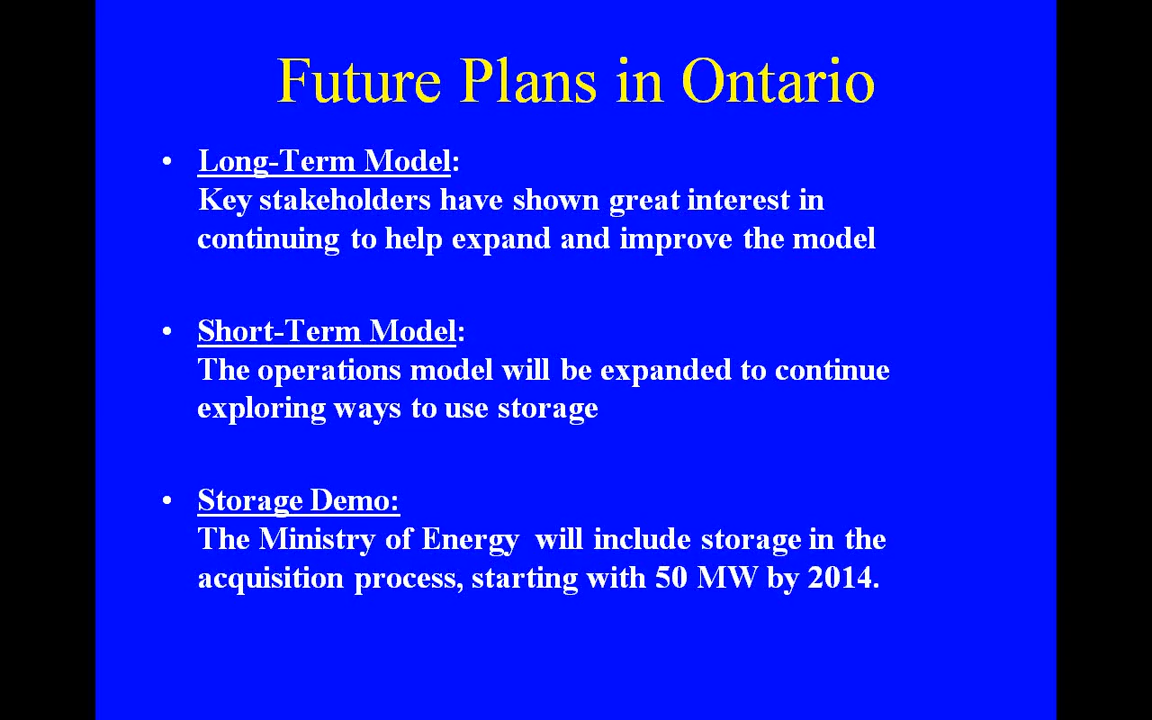 Future Plans in Ontario
• Long-Term Model:
Key stakeholders have shown great interest in
continuing to help expand and improve the model
• Short-Term Model:
The operations model will be expanded to continue
exploring ways to use storage
• Storage Demo:
The Ministry of Energy will include storage in the
acquisition process, starting with 50 MW by 2014.